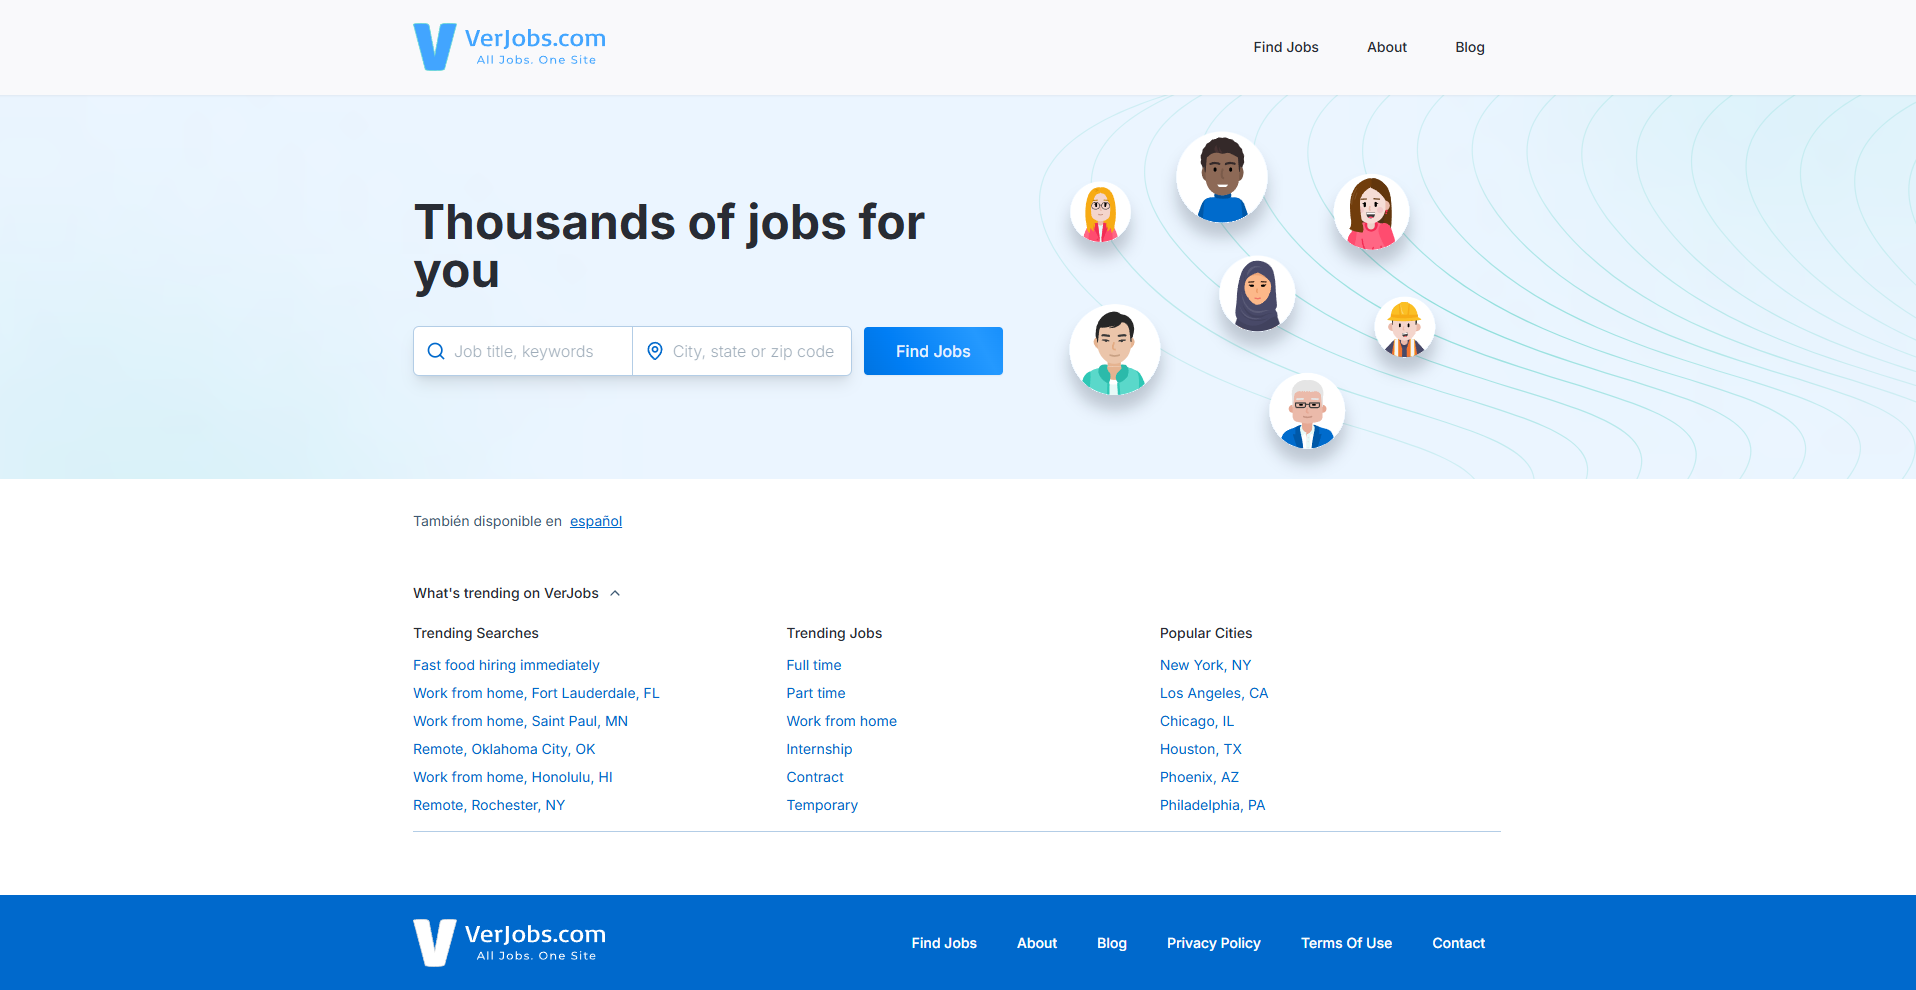 VerJobs.com
All Jobs. One Site
Find Jobs About Blog
Thousands of jobs for
you
Job title, keywords City, state or zip code Find Jobs
También disponible en español
What's trending on VerJobs
Trending Searches
Fast food hiring immediately
Work from home, Fort Lauderdale, FL
Work from home, Saint Paul, MN
Remote, Oklahoma City, OK
Work from home, Honolulu, HI
Remote, Rochester, NY
Trending Jobs
Full time
Part time
Work from home
Internship
Contract
Temporary
Popular Cities
New York, NY
Los Angeles, CA
Chicago, IL
Houston, TX
Phoenix, AZ
Philadelphia, PA
VerJobs.com
All Jobs. One Site
Find Jobs About Blog Privacy Policy Terms Of Use Contact